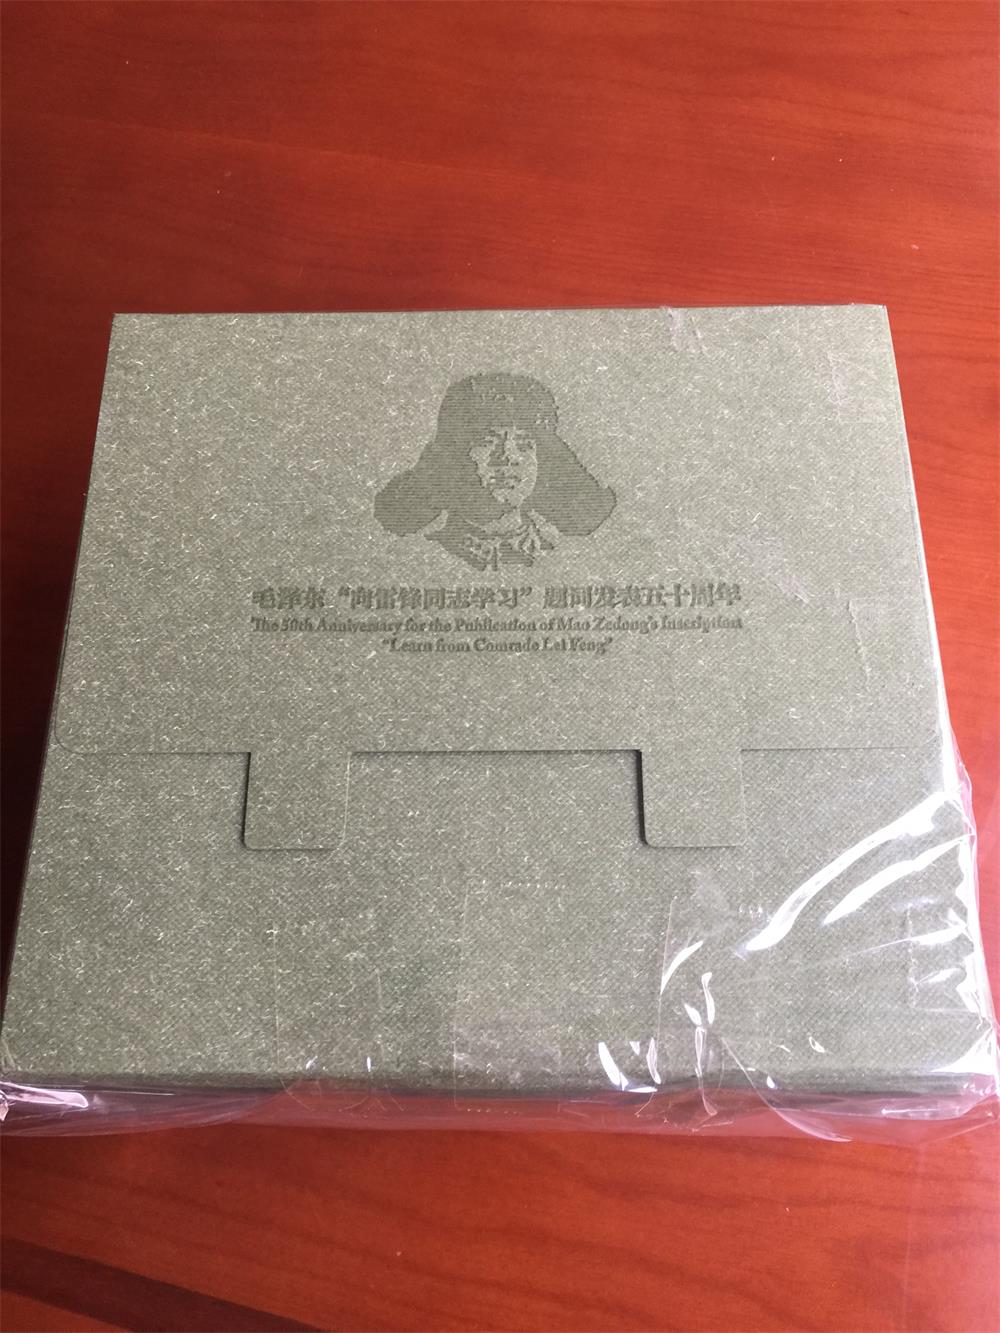 毛泽东“向雷锋同志学习”题词发表五十周年
The 50th Anniversary for the Publication of Mao Zedong's Inscription
“Learn from Comrade Lei Feng”